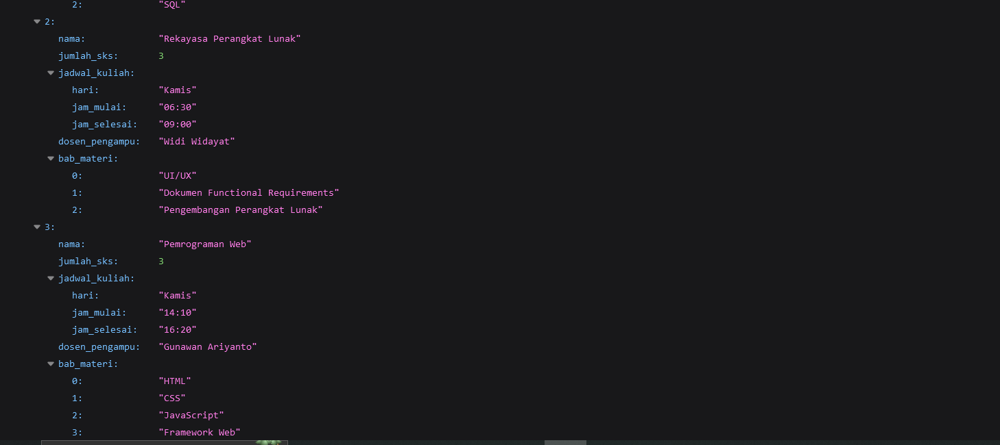 2: "SQL"
2:
nama: "Rekayasa Perangkat Lunak"
jumlah_sks: 3
jadwal_kuliah:
hari: "Kamis"
jam_mulai: "06:30"
jam_selesai: "09:00"
dosen_pengampu: "Widi Widayat"
bab_materi:
0: "UI/UX"
1: "Dokumen Functional Requirements"
2: "Pengembangan Perangkat Lunak"
3:
nama: "Pemrograman Web"
jumlah_sks: 3
jadwal_kuliah:
hari: "Kamis"
jam_mulai: "14:10"
jam_selesai: "16:20"
dosen_pengampu: "Gunawan Ariyanto"
bab_materi:
0: "HTML"
1: "CSS"
2: "JavaScript"
3: "Framework Web"